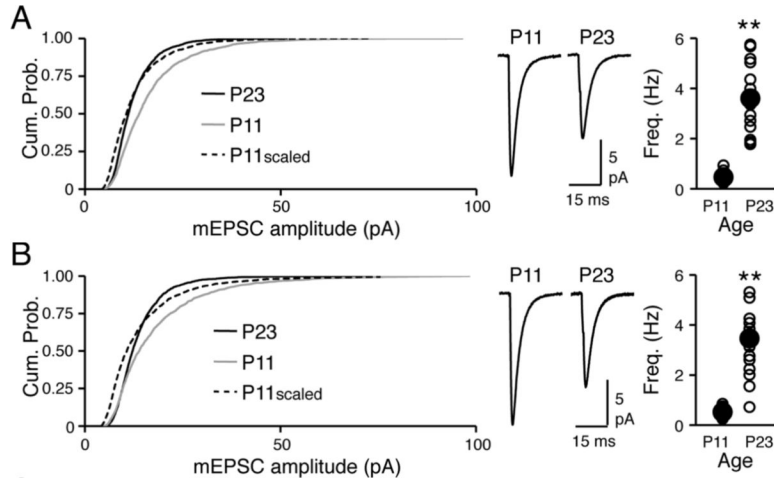 A
1.00
0.75
0.50
0.25
0
Cum. Prob.
P23
P11
P11scaled
0
50
100
mEPSC amplitude (pA)
P11
P23
5
pA
15 ms
**
6
4
2
0
Freq. (Hz)
P11
P23
Age
B
1.00
0.75
0.50
0.25
0
Cum. Prob.
P23
P11
P11scaled
0
50
100
mEPSC amplitude (pA)
P11
P23
5
pA
15 ms
**
6
4
2
0
Freq. (Hz)
P11
P23
Age